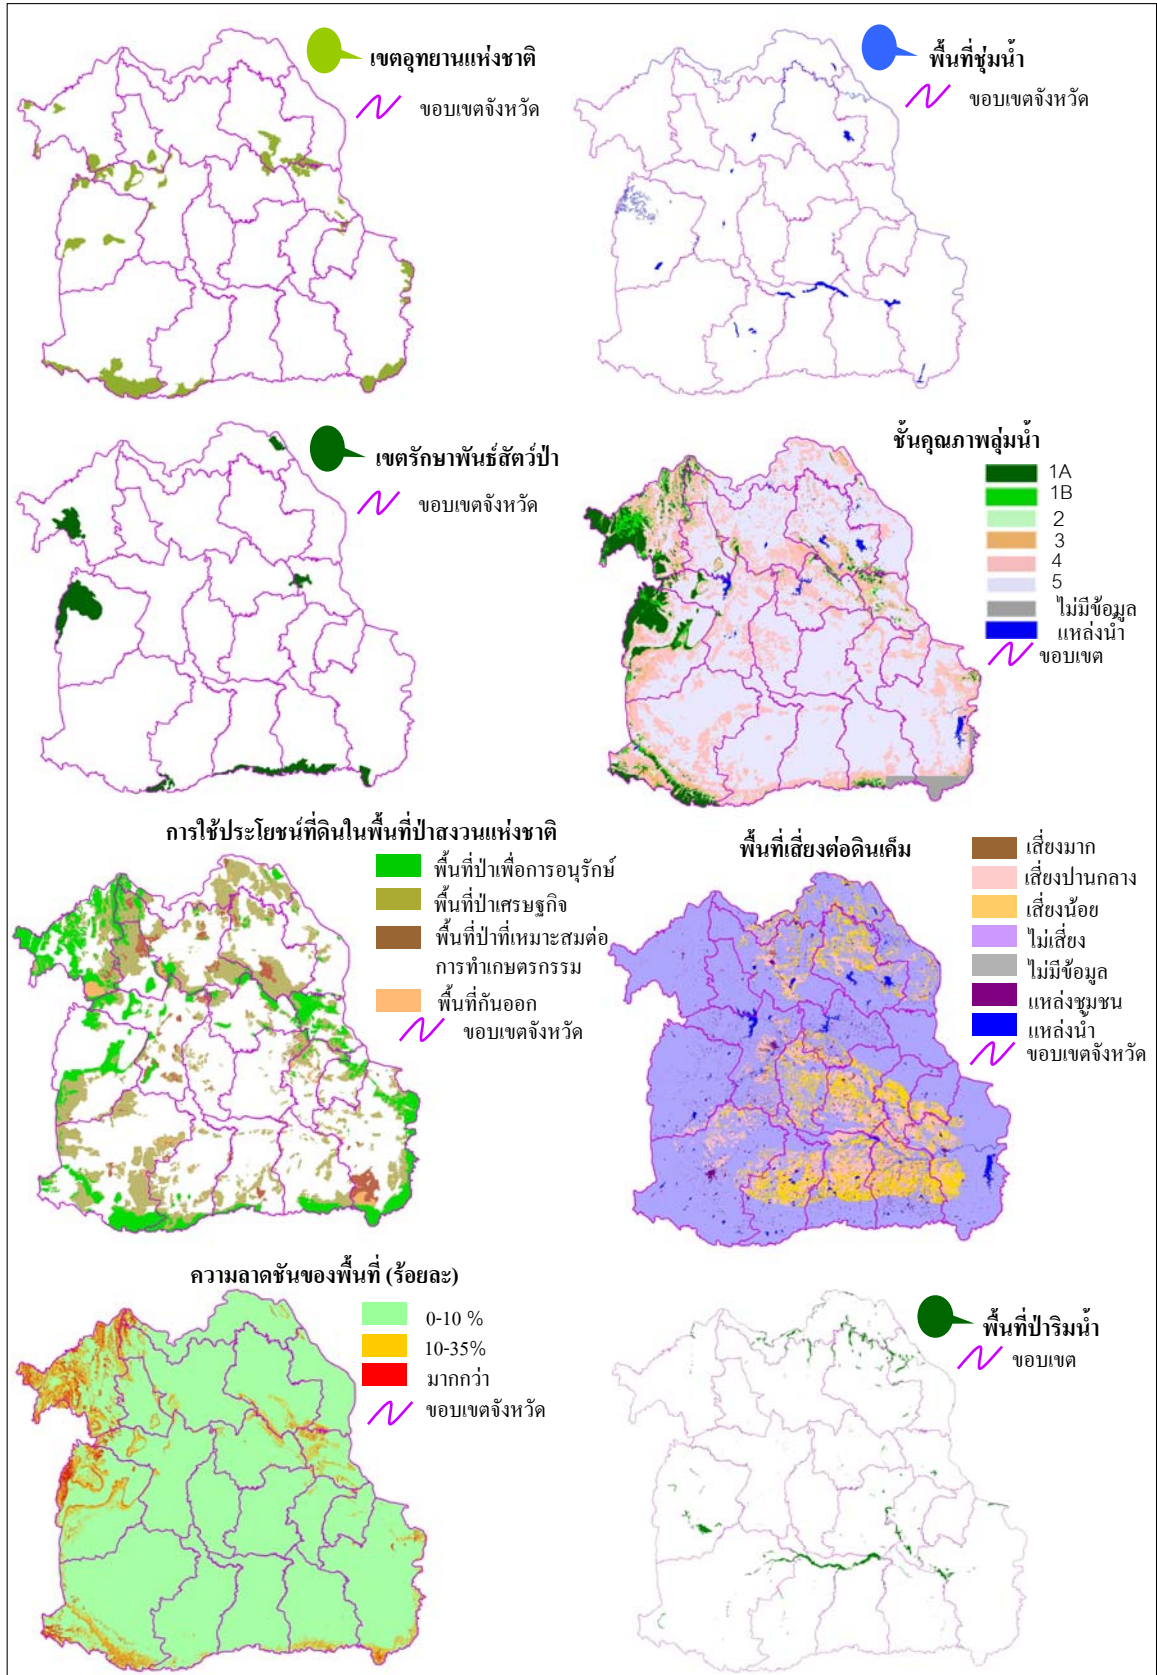 เขตอุทยานแห่งชาติ
ขอบเขตจังหวัด
พื้นที่ชุ่มน้ำ
ขอบเขตจังหวัด
เขตรักษาพันธ์สัตว์ป่า
ขอบเขตจังหวัด
ชั้นคุณภาพลุ่มน้ำ
1A
1B
2
3
4
5
ไม่มีข้อมูล
แหล่งน้ำ
ขอบเขต
การใช้ประโยชน์ที่ดินในพื้นที่ป่าสงวนแห่งชาติ
พื้นที่ป่าเพื่อการอนุรักษ์
พื้นที่ป่าเศรษฐกิจ
พื้นที่ป่าที่เหมาะสมต่อ
การทำเกษตรกรรม
พื้นที่กันออก
ขอบเขตจังหวัด
พื้นที่เสี่ยงต่อดินเค็ม
เสี่ยงมาก
เสี่ยงปานกลาง
เสี่ยงน้อย
ไม่เสี่ยง
ไม่มีข้อมูล
แหล่งชุมชน
แหล่งน้ำ
ขอบเขตจังหวัด
ความลาดชันของพื้นที่ (ร้อยละ)
0-10 %
10-35%
มากกว่า
ขอบเขตจังหวัด
พื้นที่ป่าริมน้ำ
ขอบเขต